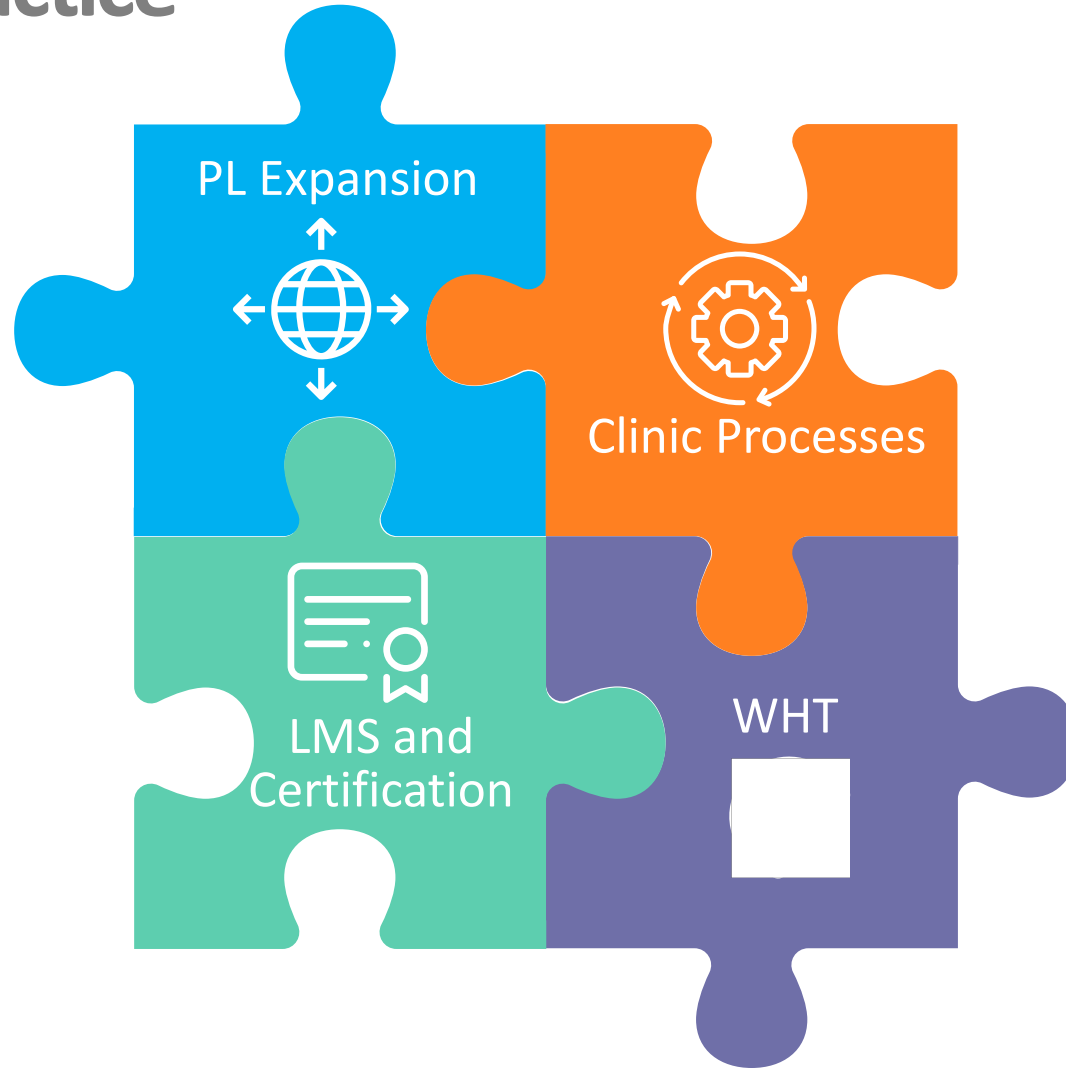 PL Expansion
Clinic Processes
LMS and
Certification
WHT